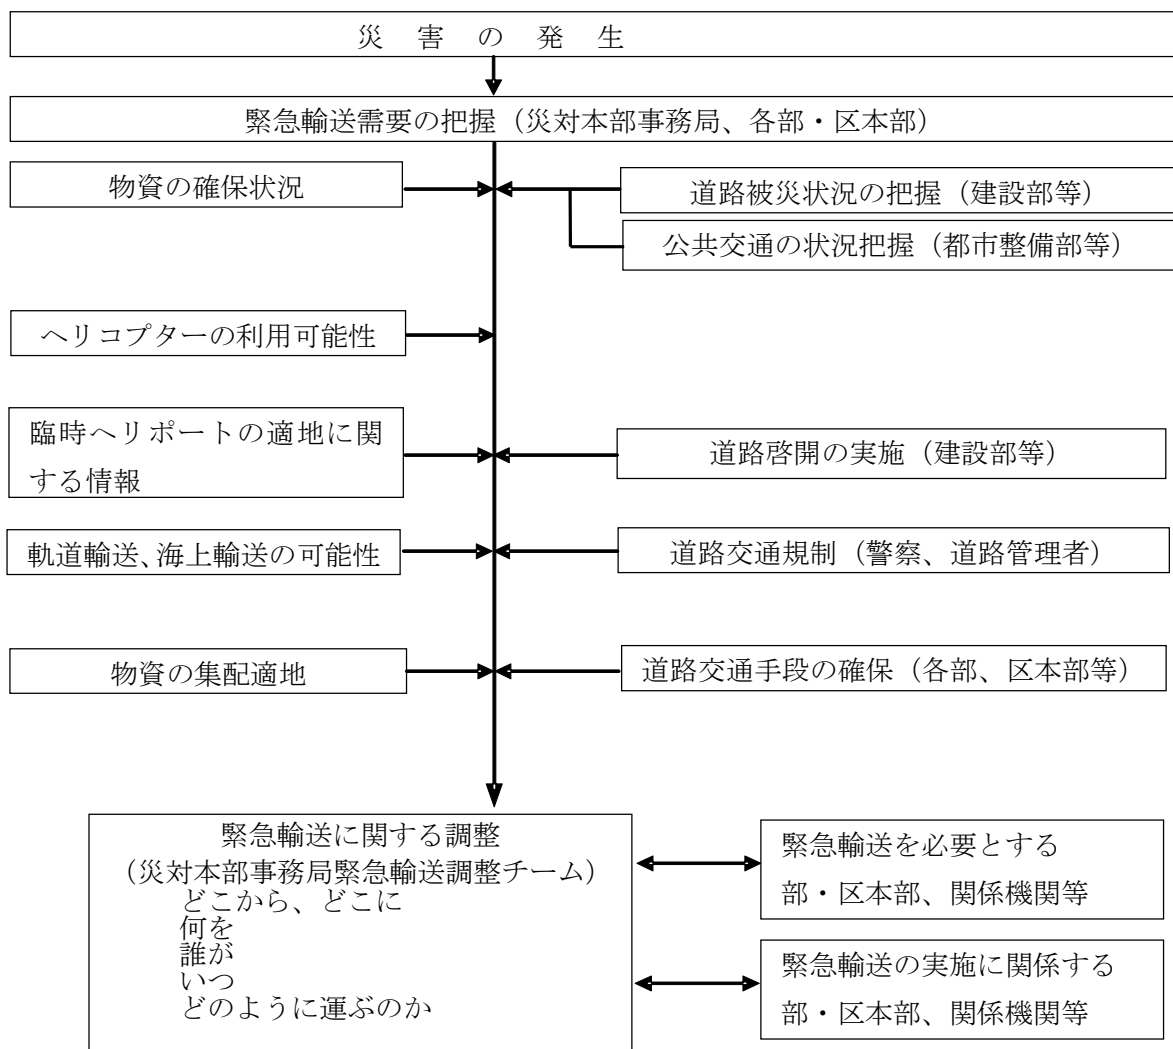 災 害 の 発 生
緊急輸送需要の把握（災対本部事務局、各部・区本部）
物資の確保状況
道路被災状況の把握（建設部等）
公共交通の状況把握（都市整備部等）
ヘリコプターの利用可能性
臨時ヘリポートの適地に関
する情報
道路啓開の実施（建設部等）
軌道輸送、海上輸送の可能性
道路交通規制（警察、道路管理者）
物資の集配適地
道路交通手段の確保（各部、区本部等）
緊急輸送に関する調整
（災対本部事務局緊急輸送調整チーム）
どこから、どこに
何を
誰が
いつ
どのように運ぶのか
緊急輸送を必要とする
部・区本部、関係機関等
緊急輸送の実施に関係する
部・区本部、関係機関等